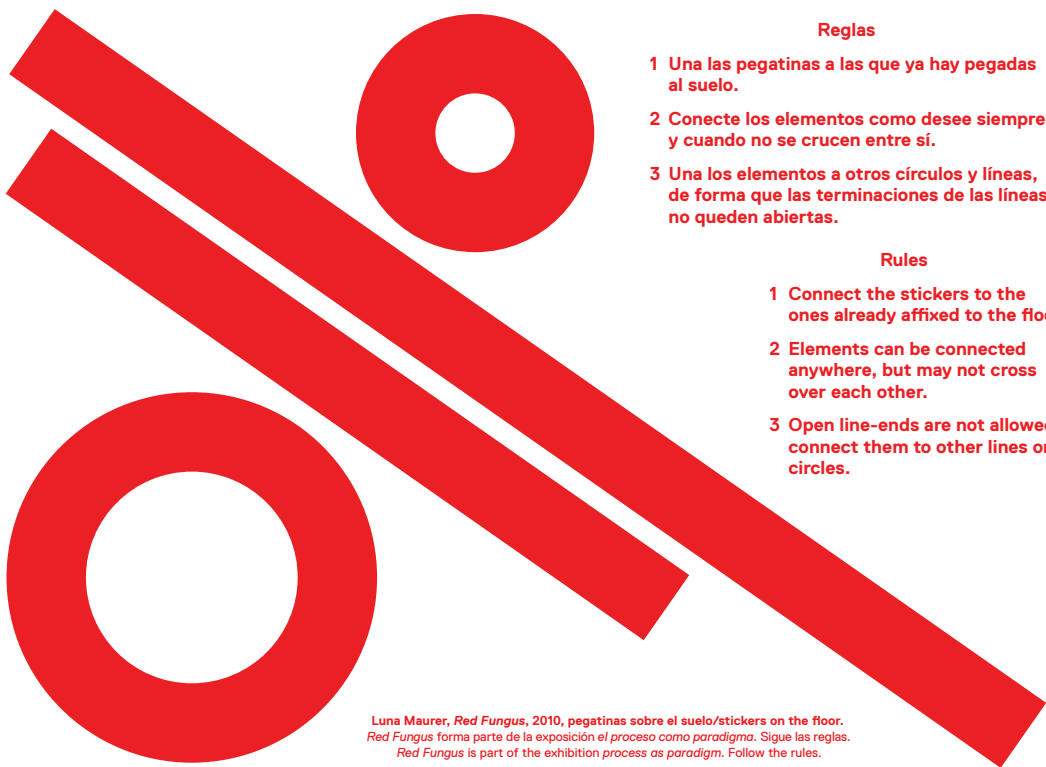 Reglas
1 Una las pegatinas a las que ya hay pegadas
al suelo.
2 Conecte los elementos como desee siempre
y cuando no se crucen entre sí.
3 Una los elementos a otros círculos y líneas,
de forma que las terminaciones de las líneas
no queden abiertas.
Rules
1 Connect the stickers to the
ones already affixed to the
2 Elements can be connected
anywhere, but may not cross
over each other.
3 Open line-ends are not
connect them to other lines
circles.
Luna Maurer, Red Fungus, 2010, pegatinas sobre el suelo/stickers on the floor.
Red Fungus forma parte de la exposición el proceso como paradigma. Sigue las reglas.
Red Fungus is part of the exhibition process as paradigm. Follow the rules.